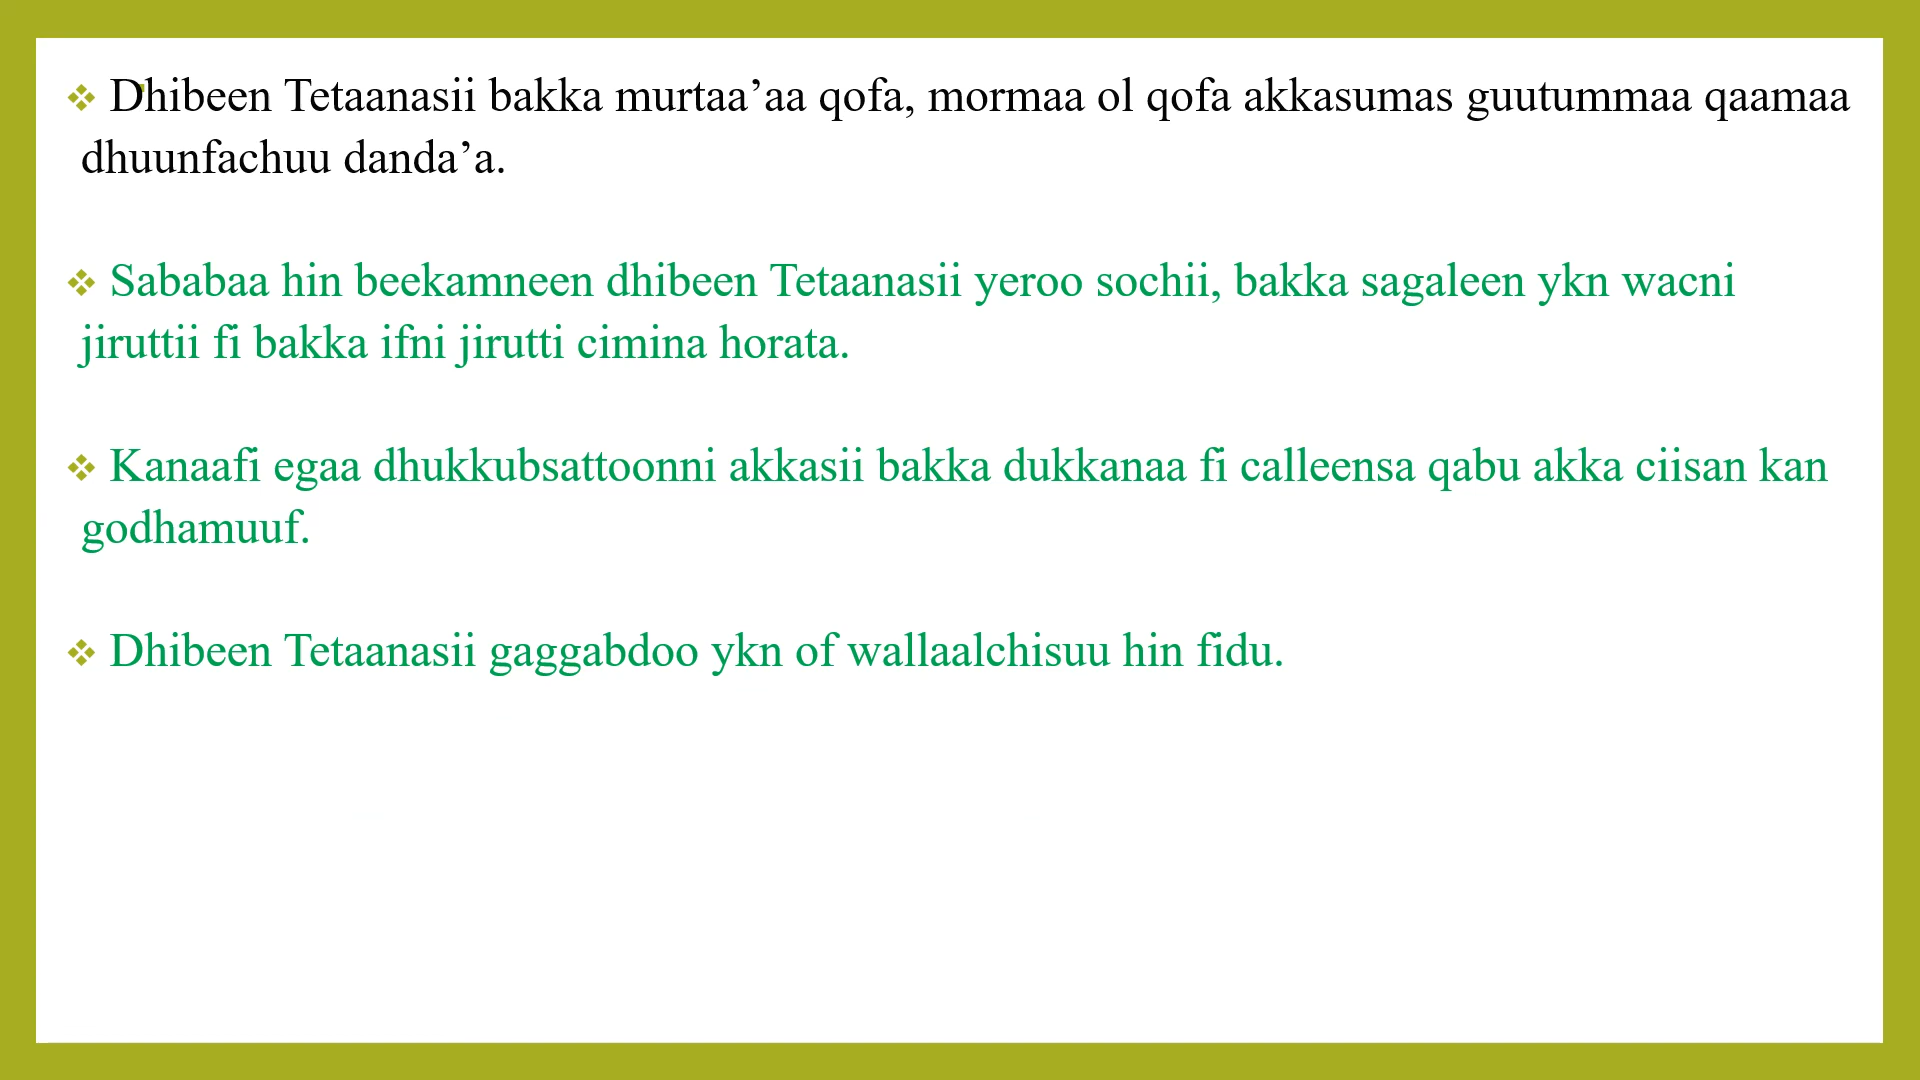 ❖ Dhibeen Tetaanasii bakka murtaa’aa qofa, mormaa ol qofa akkasumas guutummaa qaamaa
dhuunfachuu danda’a.
❖ Sababaa hin beekamneen dhibeen Tetaanasii yeroo sochii, bakka sagaleen ykn wacni
jiruttii fi bakka ifni jirutti cimina horata.
❖ Kanaafi egaa dhukkubsattoonni akkasii bakka dukkanaa fi calleensa qabu akka ciisan kan
godhamuuf.
❖ Dhibeen Tetaanasii gaggabdoo ykn of wallaalchisuu hin fidu.